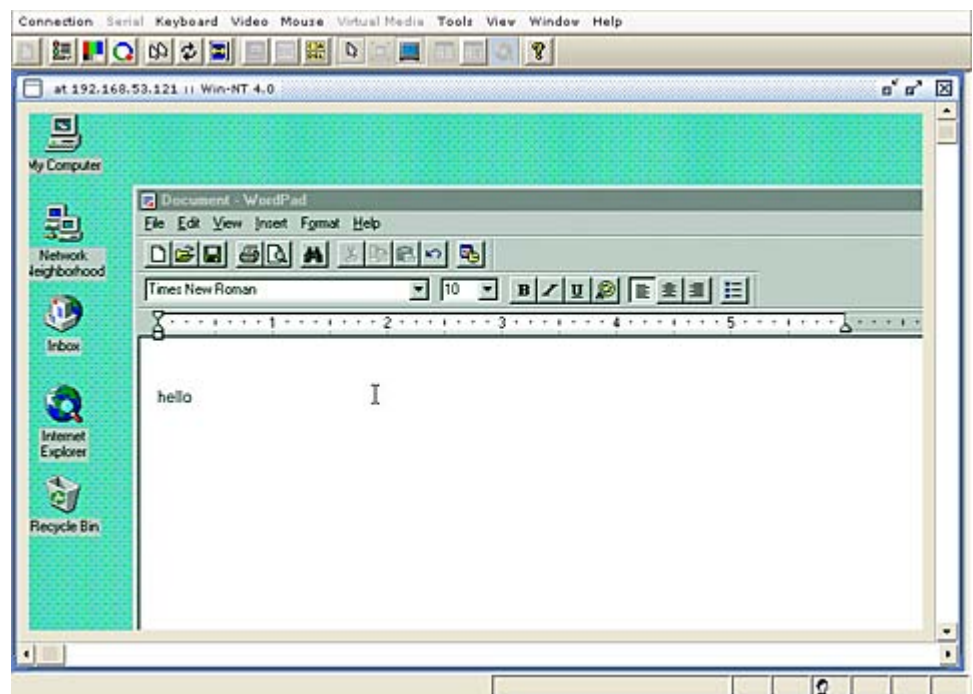 Connection Serial Keyboard Video Mouse Virtual Media Tools View Window Help
at 192.168.53.121 :: Win-NT 4.0
My Computer
Document - WordPad
File Edit View Insert Format Help
Network
Neighborhood
Times New Roman 10 B I U
1 2 3 4 5
Inbox
hello
Internet
Explorer
Recycle Bin